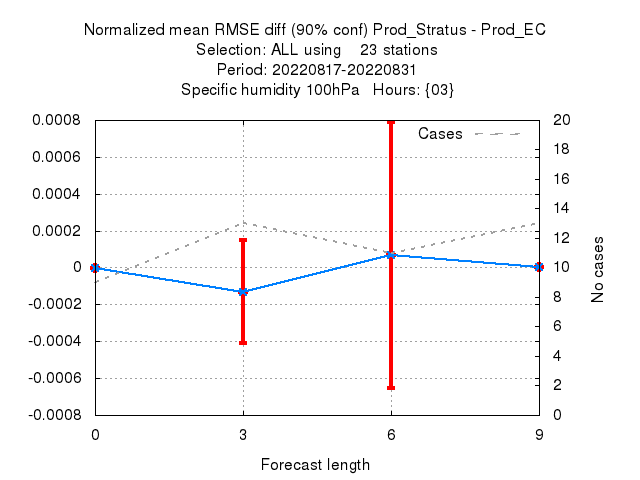 Normalized mean RMSE diff (90% conf) Prod_Stratus - Prod_EC
Selection: ALL using    23 stations
Period: 20220817-20220831
Specific humidity 100hPa   Hours: {03}
Cases
0.0008
0.0006
0.0004
0.0002
0
-0.0002
-0.0004
-0.0006
-0.0008
20
18
16
14
12
10
8
6
4
2
0
No cases
0 3 6 9
Forecast length